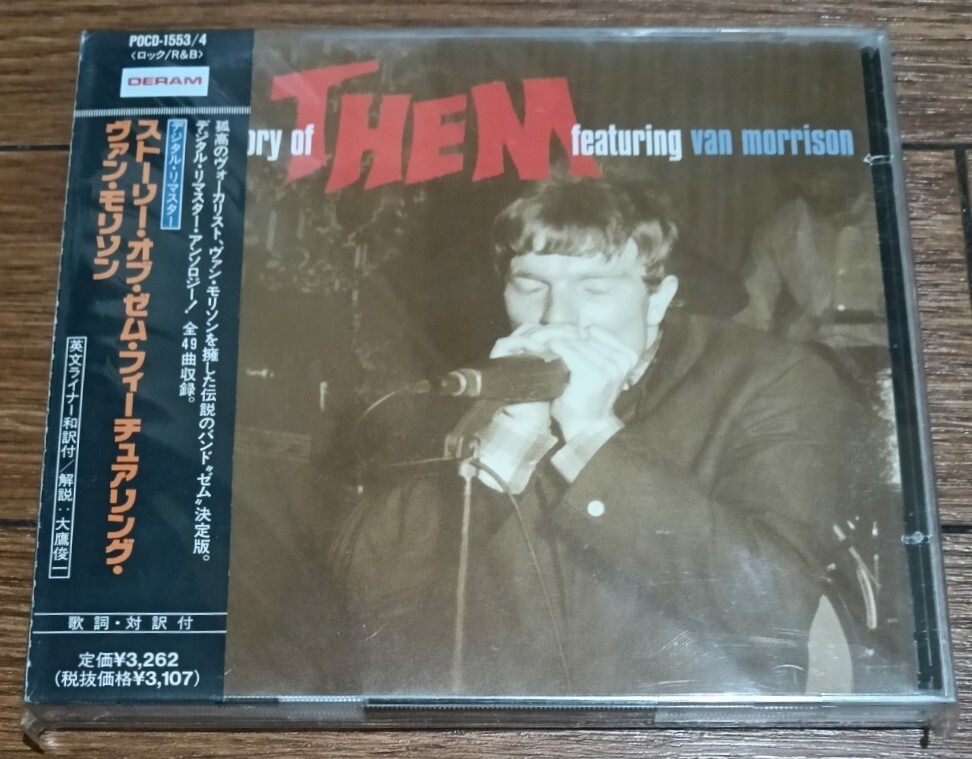 POCD-1553/4
〈ロック/R&B〉
DERAM
孤高のヴォーカリスト、ヴァン・モリソンを擁した伝説のバンド“ゼム”決定版。
デジタル・リマスター・アンソロジー! 全49曲収録。
デジタル・リマスター
ストーリー・オブ・ゼム・フィーチュアリング・
ヴァン・モリソン
英文ライナー和訳付/解説:大鷹俊一
歌詞・対訳付
定価¥3,262
(税抜価格¥3,107)
ory of THEM featuring van morrison